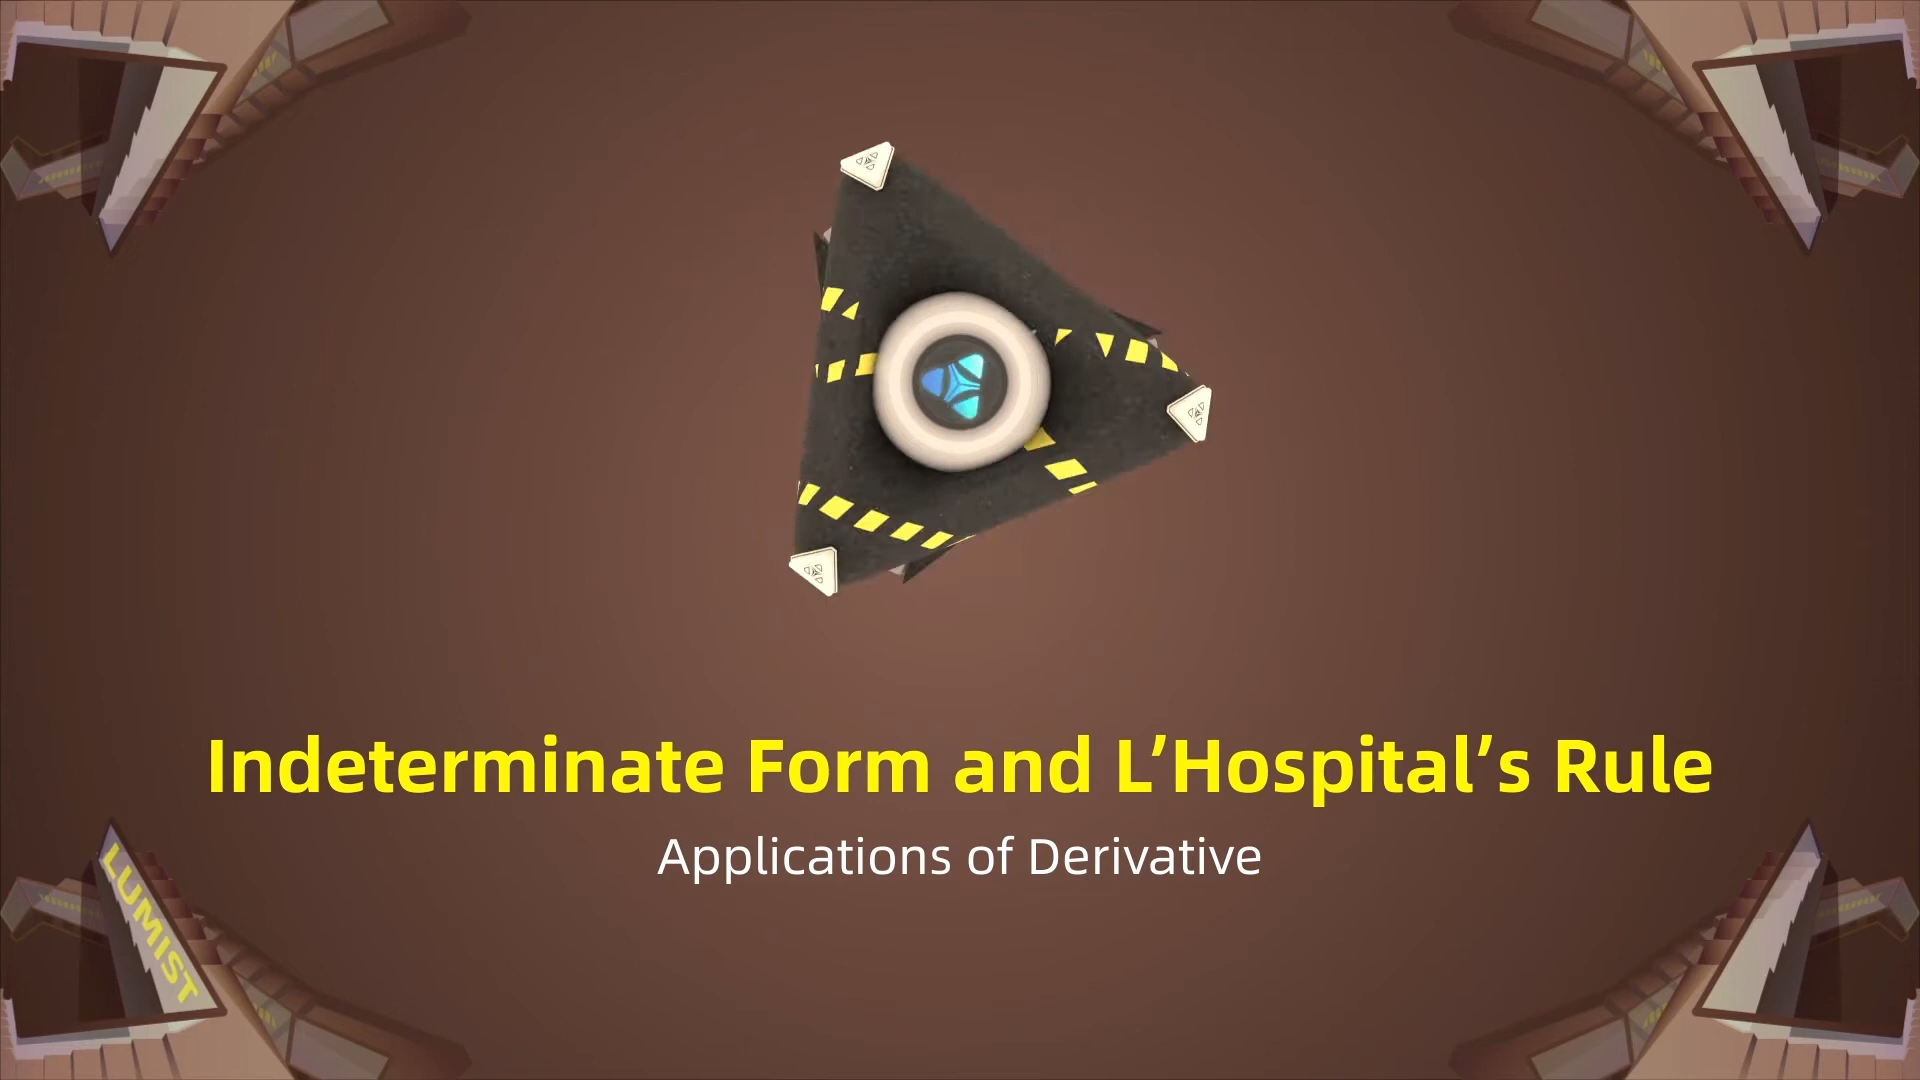 Indeterminate Form and L’Hospital’s Rule
Applications of Derivative
LUMIST